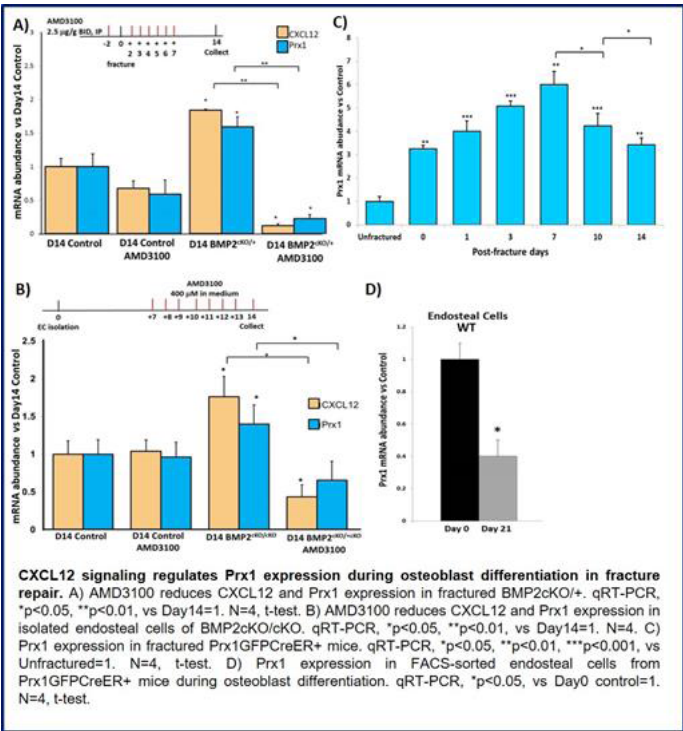 A)
AMD3100
2.5 µg/g BID, IP
-2 0 + + + + + +
2 3 4 5 6 7
14
fracture
Collect
CXCL12
Prx1
mRNA abundance vs Day14 Control
2
1.5
1
0.5
0
*
*
**
**
*
*
D14 Control
D14 Control
AMD3100
D14 BMP2cKO/+
D14 BMP2cKO/+
AMD3100
C)
Prx1 mRNA abundance vs Control
9
8
7
6
5
4
3
2
1
0
**
***
***
**
***
**
*
*
Unfractured 0 1 3 7 10 14
Post-fracture days
B)
AMD3100
400 µM in medium
0
+7 +8 +9 +10 +11 +12 +13 14
EC isolation
Collect
mRNA abundance vs Day14 Control
2.5
2
1.5
1
0.5
0
*
*
*
*
*
CXCL12
Prx1
D14 Control
D14 Control
AMD3100
D14 BMP2cKO/cKO
D14 BMP2cKO/+cKO
AMD3100
D)
Endosteal Cells
WT
Prx1 mRNA abundance vs Control
1.2
1
0.8
0.6
0.4
0.2
0
*
Day 0 Day 21
CXCL12 signaling regulates Prx1 expression during osteoblast differentiation in fracture
repair. A) AMD3100 reduces CXCL12 and Prx1 expression in fractured BMP2cKO/+. qRT-PCR,
*p<0.05, **p<0.01, vs Day14=1. N=4, t-test. B) AMD3100 reduces CXCL12 and Prx1 expression in
isolated endosteal cells of BMP2cKO/cKO. qRT-PCR, *p<0.05, **p<0.01, vs Day14=1. N=4. C)
Prx1 expression in fractured Prx1GFPCreER+ mice. qRT-PCR, *p<0.05, **p<0.01, ***p<0.001, vs
Unfractured=1. N=4, t-test. D) Prx1 expression in FACS-sorted endosteal cells from
Prx1GFPCreER+ mice during osteoblast differentiation. qRT-PCR, *p<0.05, vs Day0 control=1.
N=4, t-test.